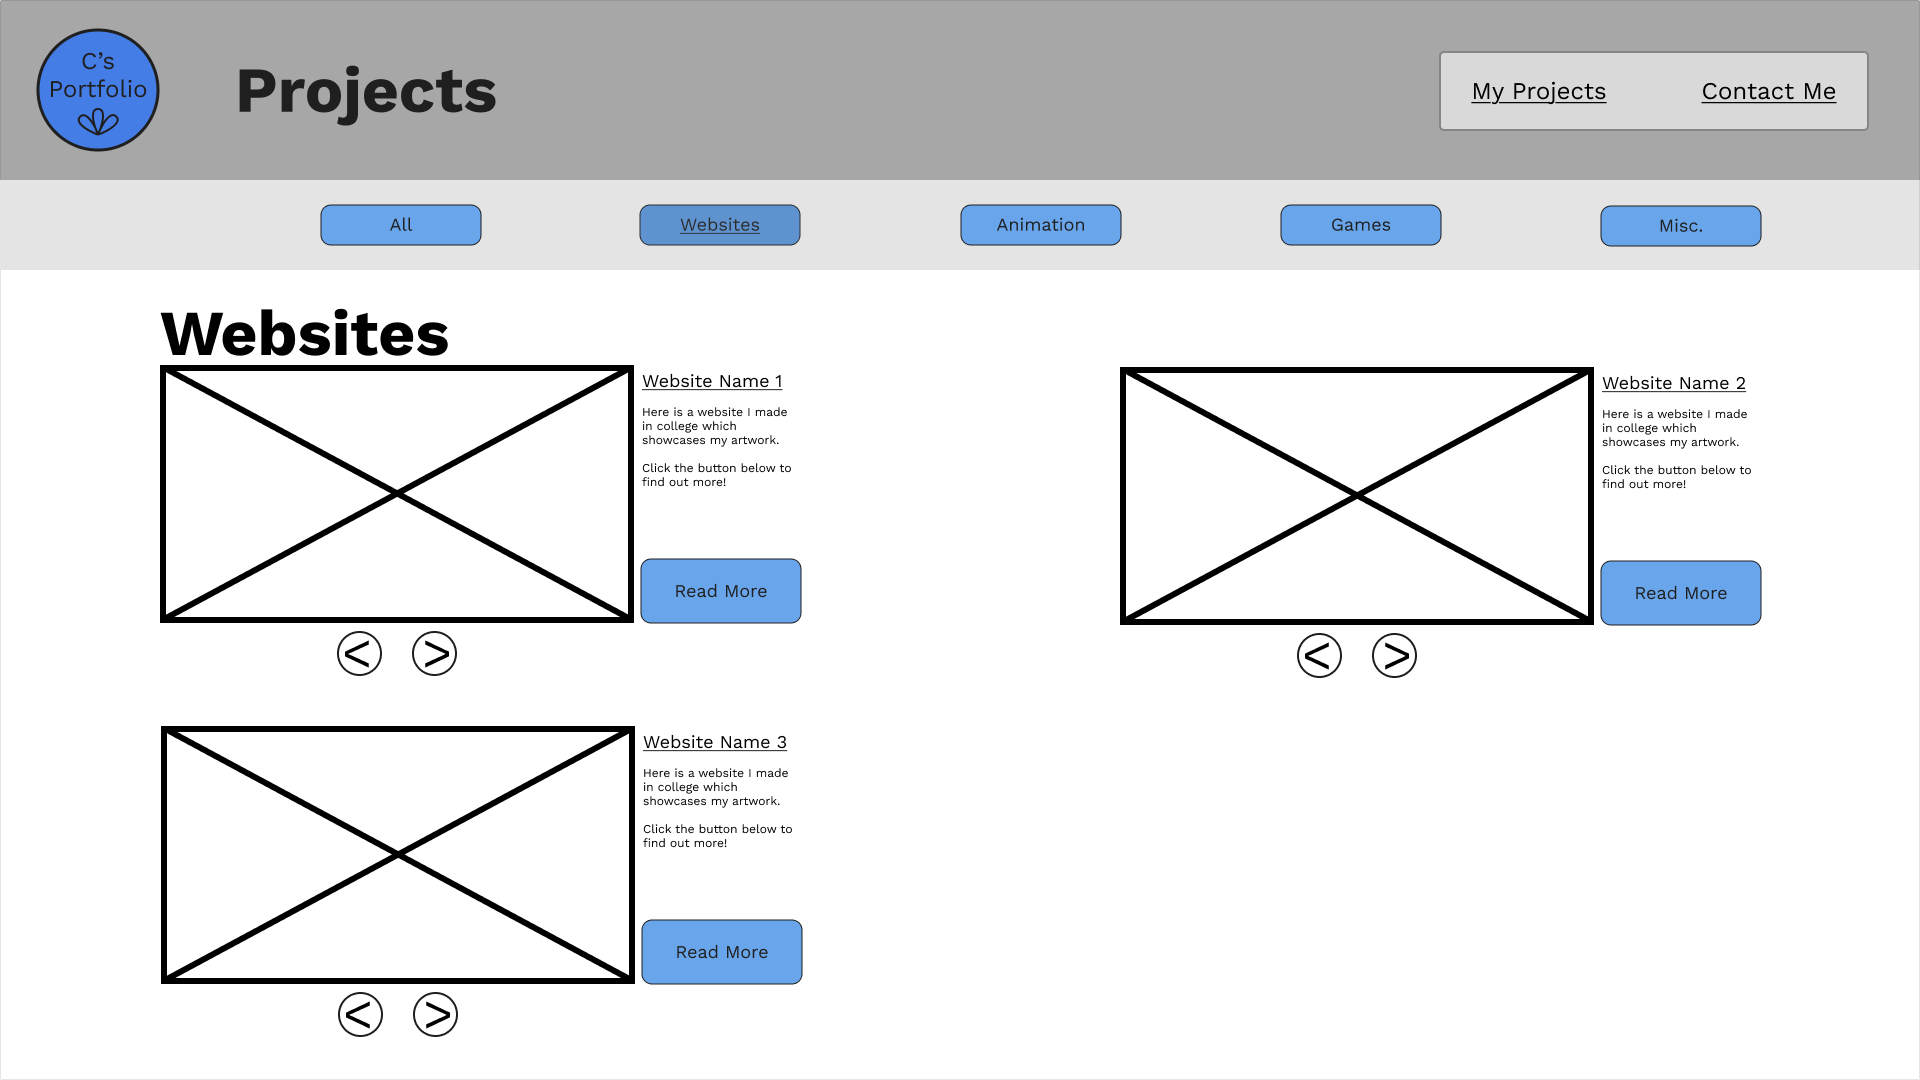 C's
Portfolio
Projects
My Projects
Contact Me
All
Websites
Animation
Games
Misc.
Websites
Website Name 1
Here is a website I made
in college which
showcases my artwork.
Click the button below to
find out more!
Read More
< >
Website Name 2
Here is a website I made
in college which
showcases my artwork.
Click the button below to
find out more!
Read More
< >
Website Name 3
Here is a website I made
in college which
showcases my artwork.
Click the button below to
find out more!
Read More
< >